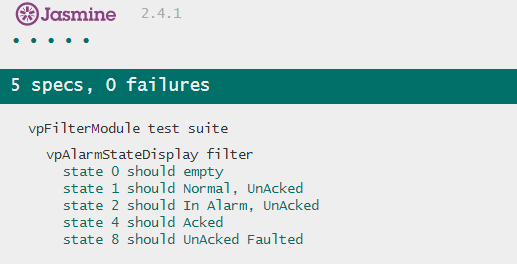 Jasmine 2.4.1
• • • • •
5 specs, 0 failures
vpFilterModule test suite
vpAlarmStateDisplay filter
state 0 should empty
state 1 should Normal, UnAcked
state 2 should In Alarm, UnAcked
state 4 should Acked
state 8 should UnAcked Faulted